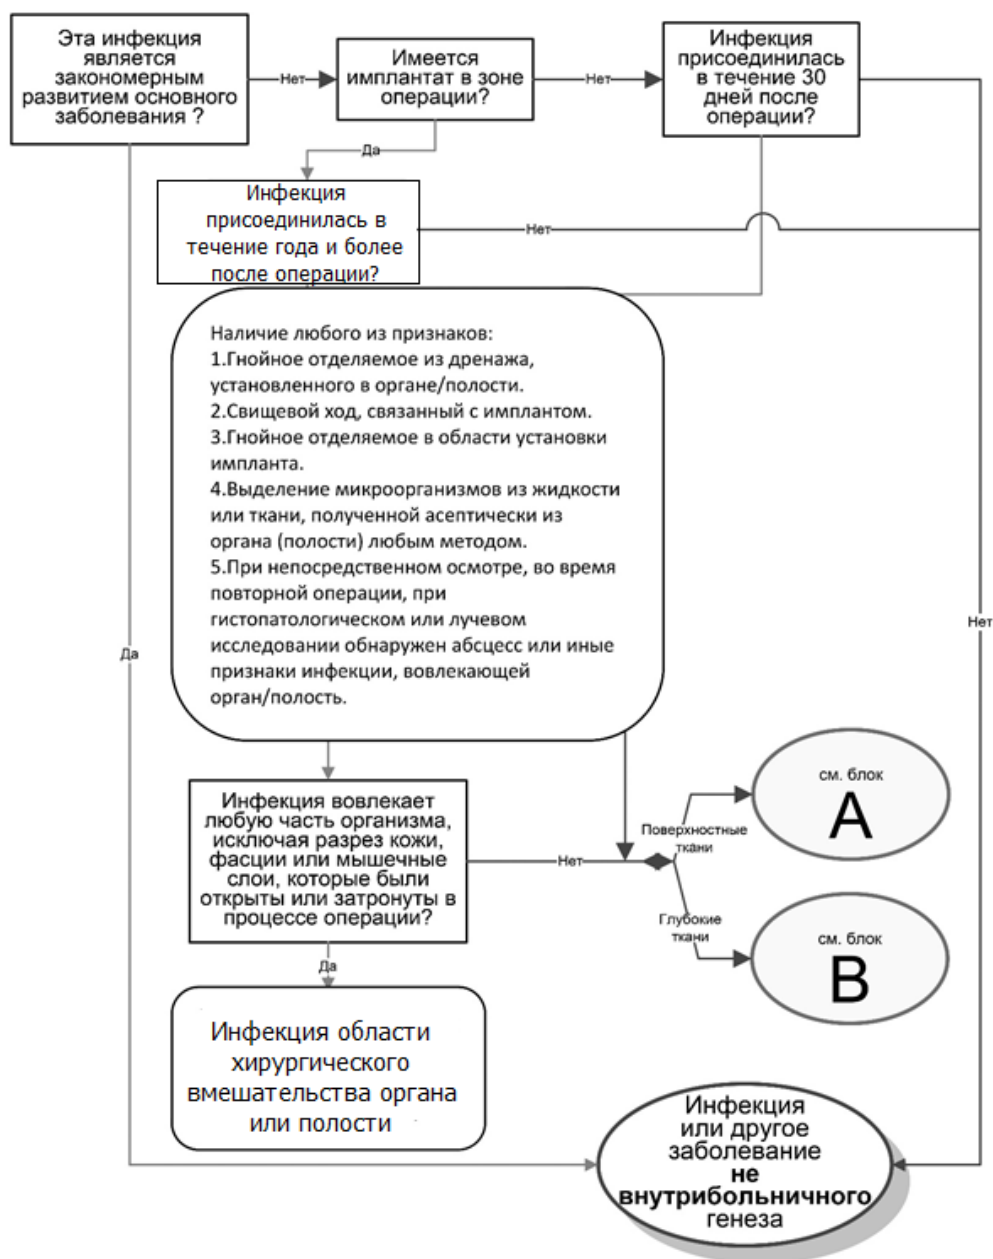 Эта инфекция
является
закономерным
развитием основного
заболевания ?
Нет
Имеется
имплантат в зоне
операции?
Нет
Инфекция
присоединилась
в течение 30
дней после
операции?
Да
Инфекция
присоединилась в
течение года и более
после операции?
Нет
Наличие любого из признаков:
1.Гнойное отделяемое из дренажа,
установленного в органе/полости.
2.Свищевой ход, связанный с имплантом.
3.Гнойное отделяемое в области установки
импланта.
4.Выделение микроорганизмов из жидкости
или ткани, полученной асептически из
органа (полости) любым методом.
5.При непосредственном осмотре, во время
повторной операции, при
гистопатологическом или лучевом
исследовании обнаружен абсцесс или иные
признаки инфекции, вовлекающей
орган/полость.
Нет
Да
Инфекция вовлекает
любую часть организма,
исключая разрез кожи,
фасции или мышечные
слои, которые были
открыты или затронуты в
процессе операции?
Нет
Поверхностные
ткани
см. блок
А
Глубокие
ткани
см. блок
В
Да
Инфекция области
хирургического
вмешательства органа
или полости
Инфекция
или другое
заболевание
не
внутрибольничного
генеза